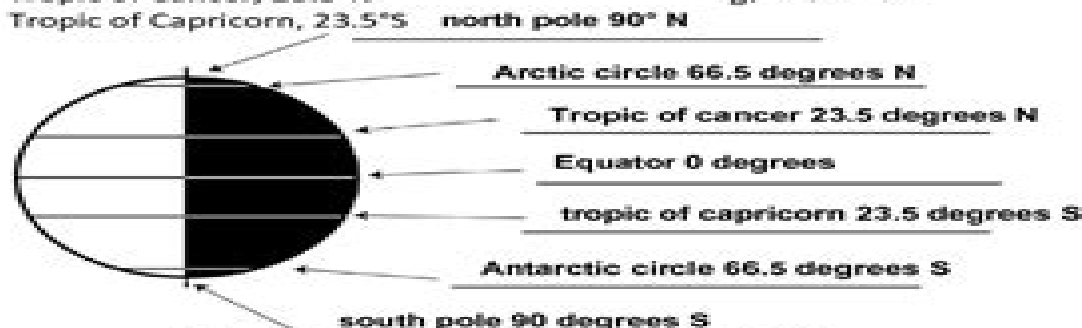 Tropic of Capricorn, 23.5°S
north pole 90° N
Arctic circle 66.5 degrees N
Tropic of cancer 23.5 degrees N
Equator 0 degrees
tropic of capricorn 23.5 degrees S
Antarctic circle 66.5 degrees S
south pole 90 degrees S